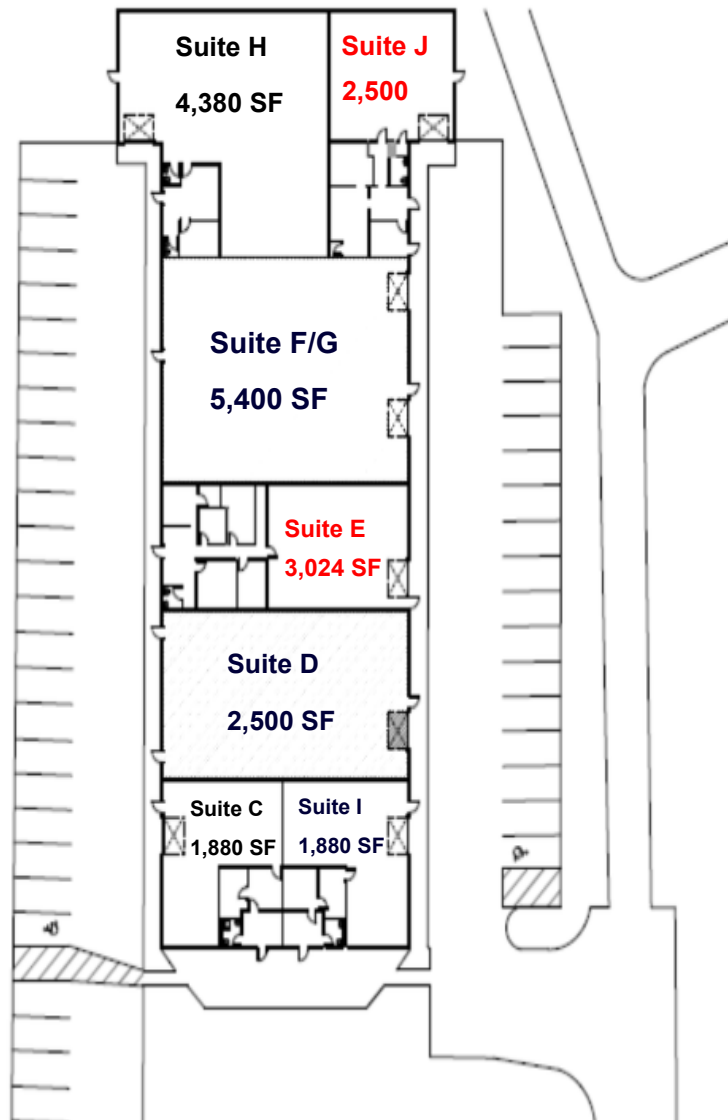 Suite H
4,380 SF
Suite J
2,500
Suite F/G
5,400 SF
Suite E
3,024 SF
Suite D
2,500 SF
Suite C
1,880 SF
Suite I
1,880 SF